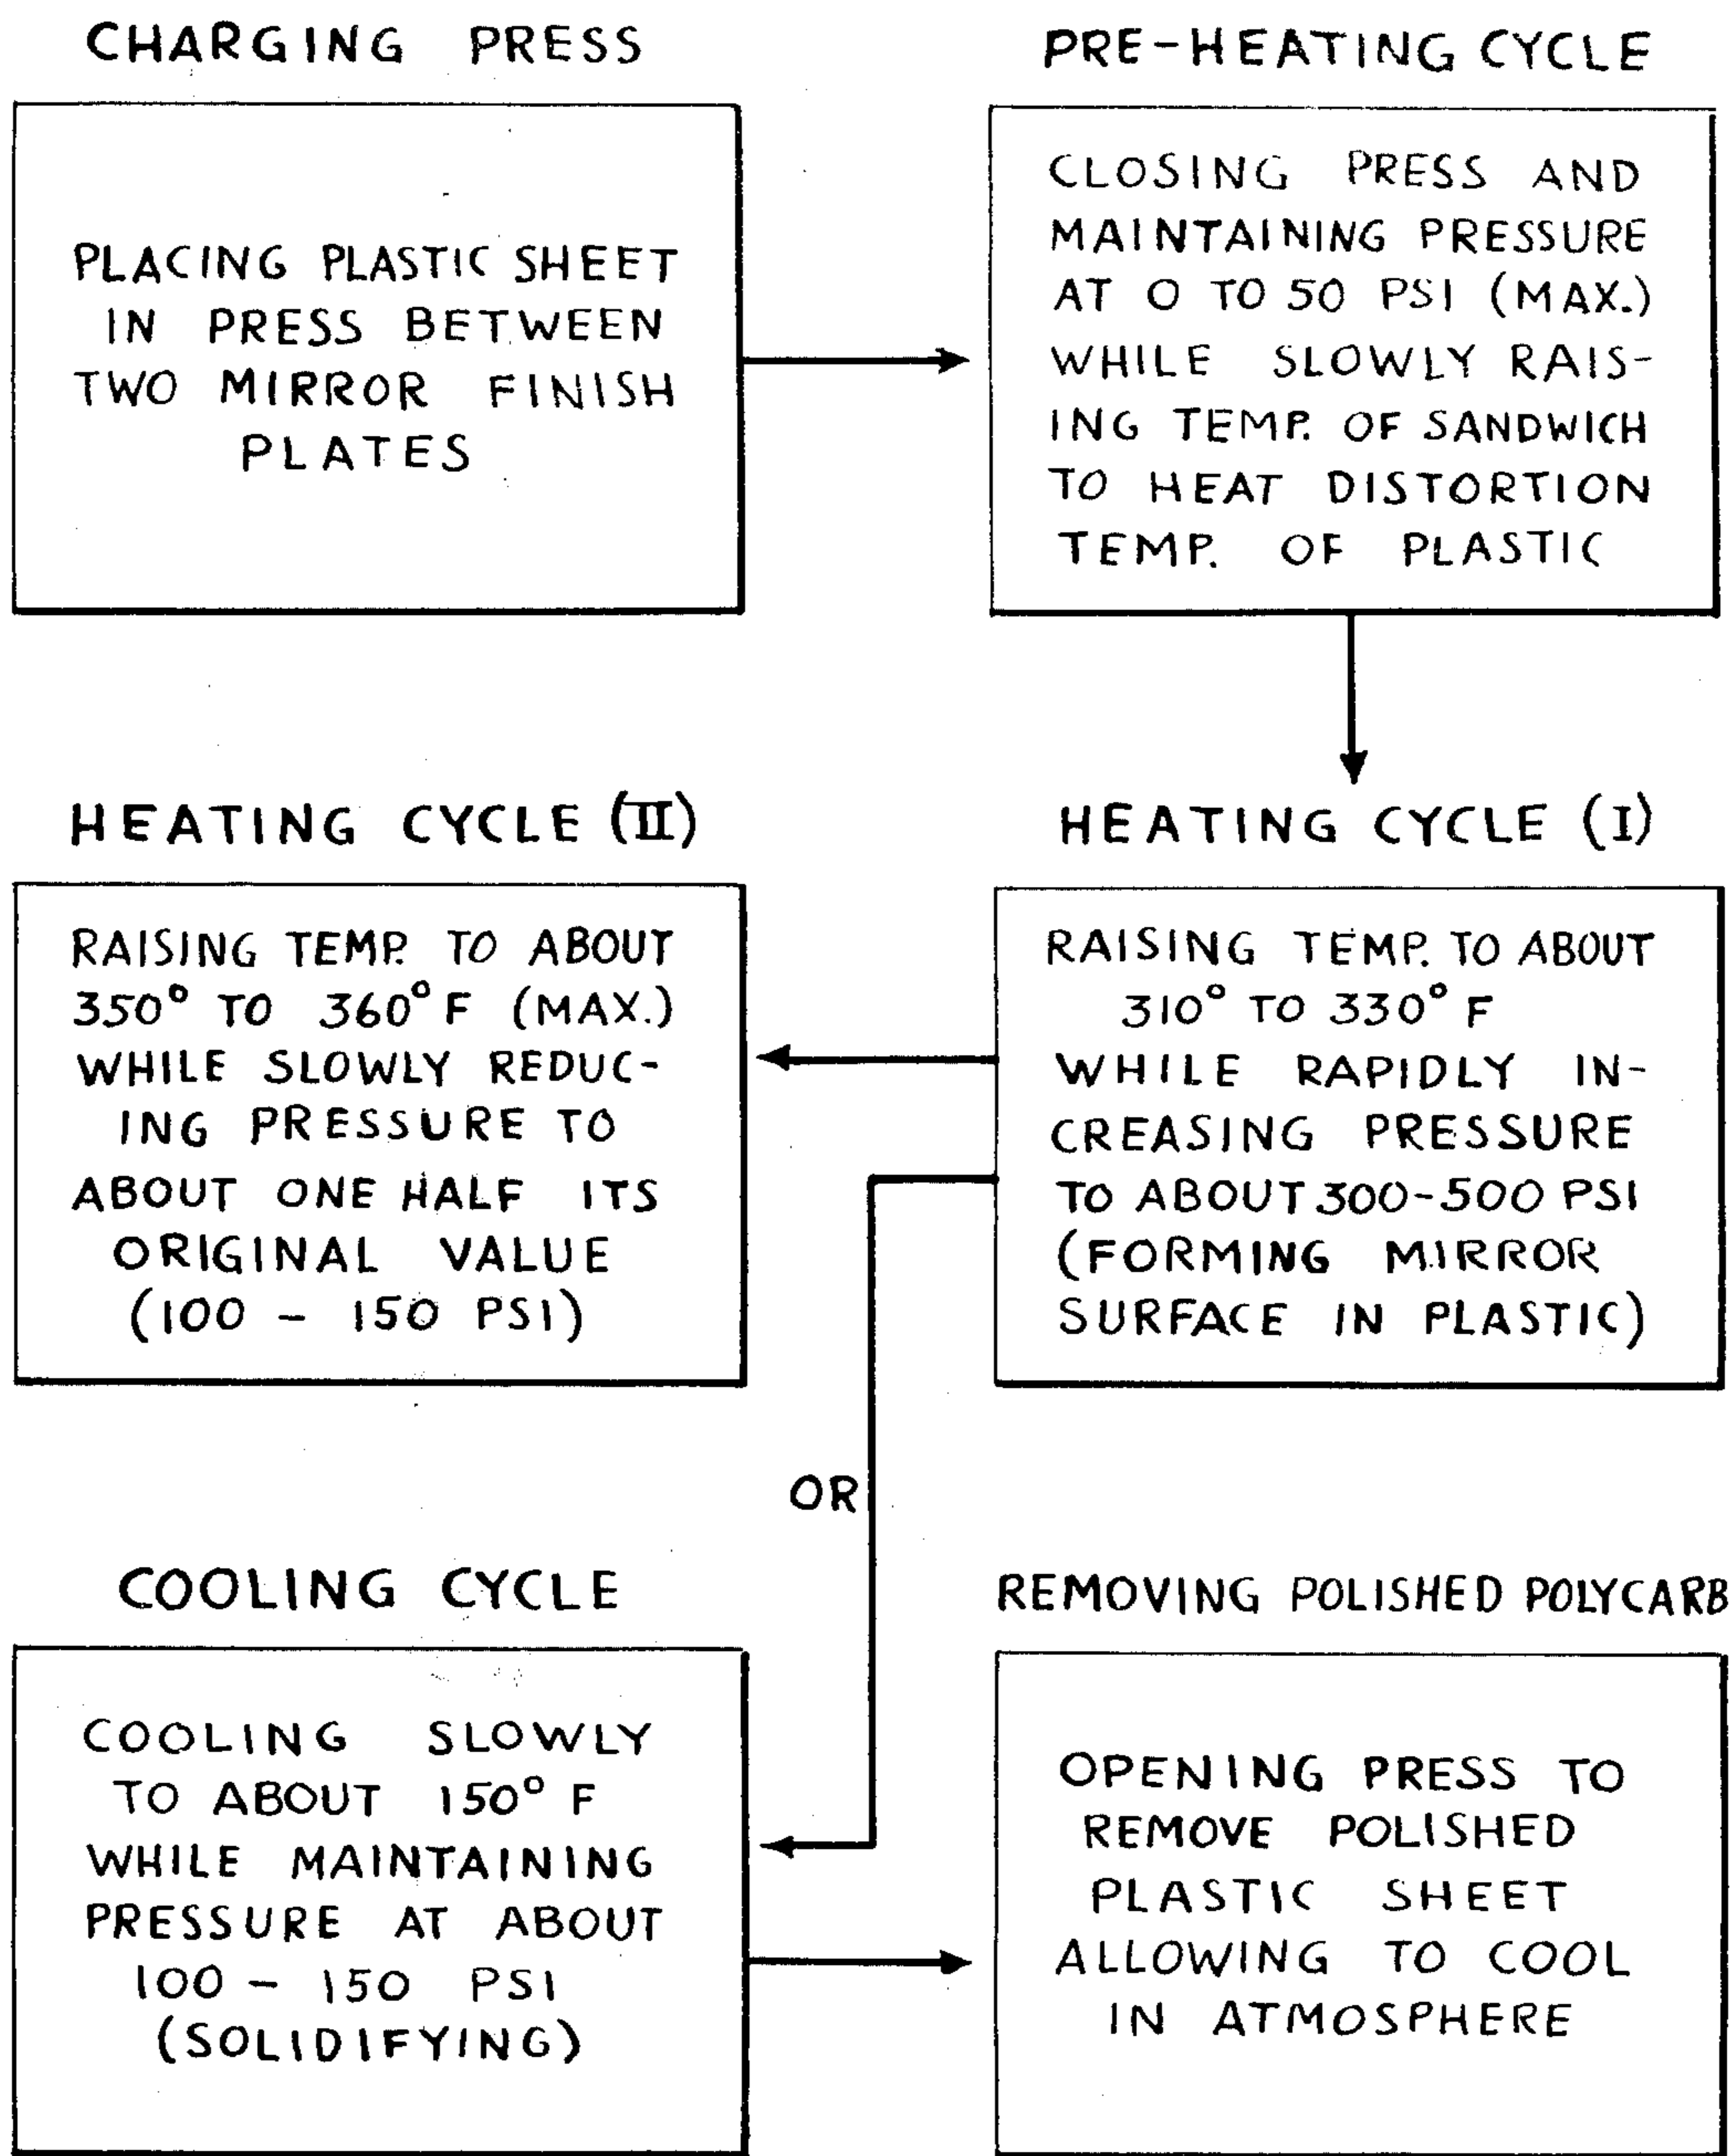 CHARGING PRESS
PLACING PLASTIC SHEET
IN PRESS BETWEEN
TWO MIRROR FINISH
PLATES
PRE-HEATING CYCLE
CLOSING PRESS AND
MAINTAINING PRESSURE
AT 0 TO 50 PSI (MAX.)
WHILE SLOWLY RAIS-
ING TEMP. OF SANDWICH
TO HEAT DISTORTION
TEMP. OF PLASTIC
HEATING CYCLE (I)
RAISING TEMP. TO ABOUT
310° TO 330° F
WHILE RAPIDLY IN-
CREASING PRESSURE
TO ABOUT 300-500 PSI
(FORMING MIRROR
SURFACE IN PLASTIC)
HEATING CYCLE (II)
RAISING TEMP. TO ABOUT
350° TO 360° F (MAX.)
WHILE SLOWLY REDUC-
ING PRESSURE TO
ABOUT ONE HALF ITS
ORIGINAL VALUE
(100 - 150 PSI)
OR
COOLING CYCLE
COOLING SLOWLY
TO ABOUT 150° F
WHILE MAINTAINING
PRESSURE AT ABOUT
100 - 150 PSI
(SOLIDIFYING)
REMOVING POLISHED POLYCARB
OPENING PRESS TO
REMOVE POLISHED
PLASTIC SHEET
ALLOWING TO COOL
IN ATMOSPHERE